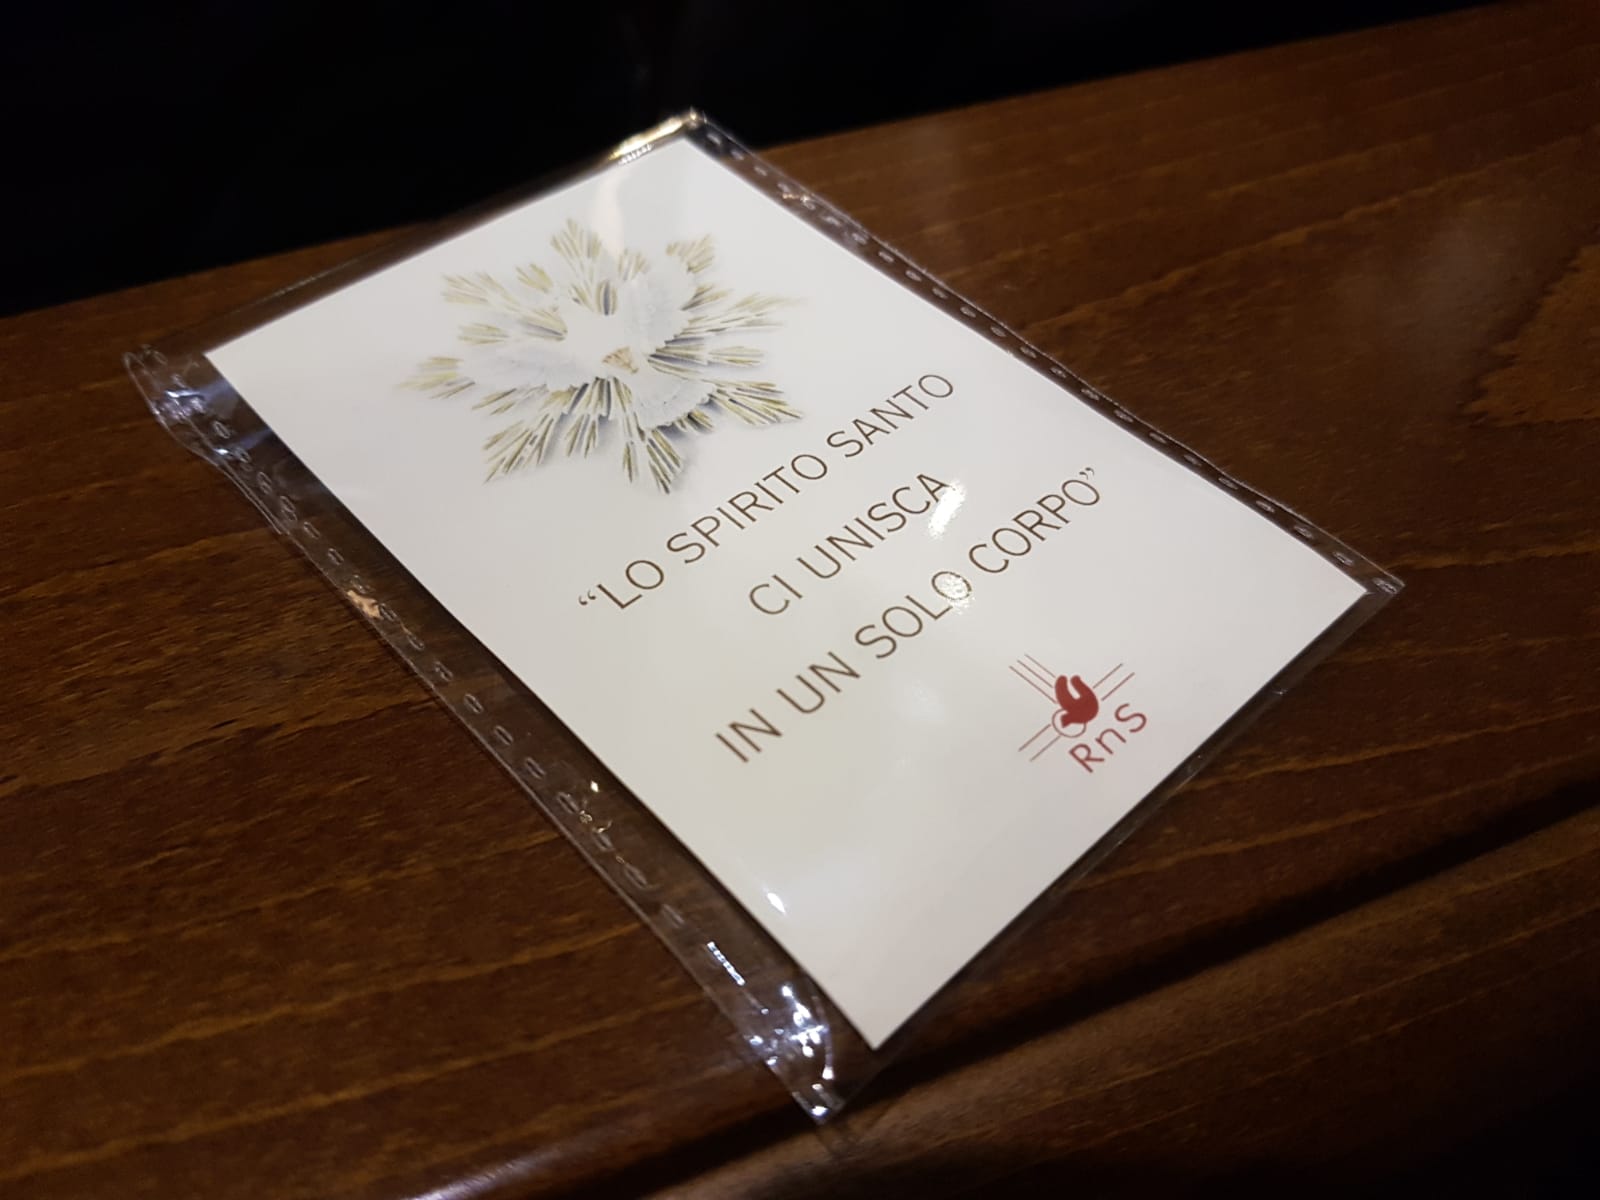 “LO SPIRITO SANTO
CI UNISCA
IN UN SOLO CORPO”
RnS